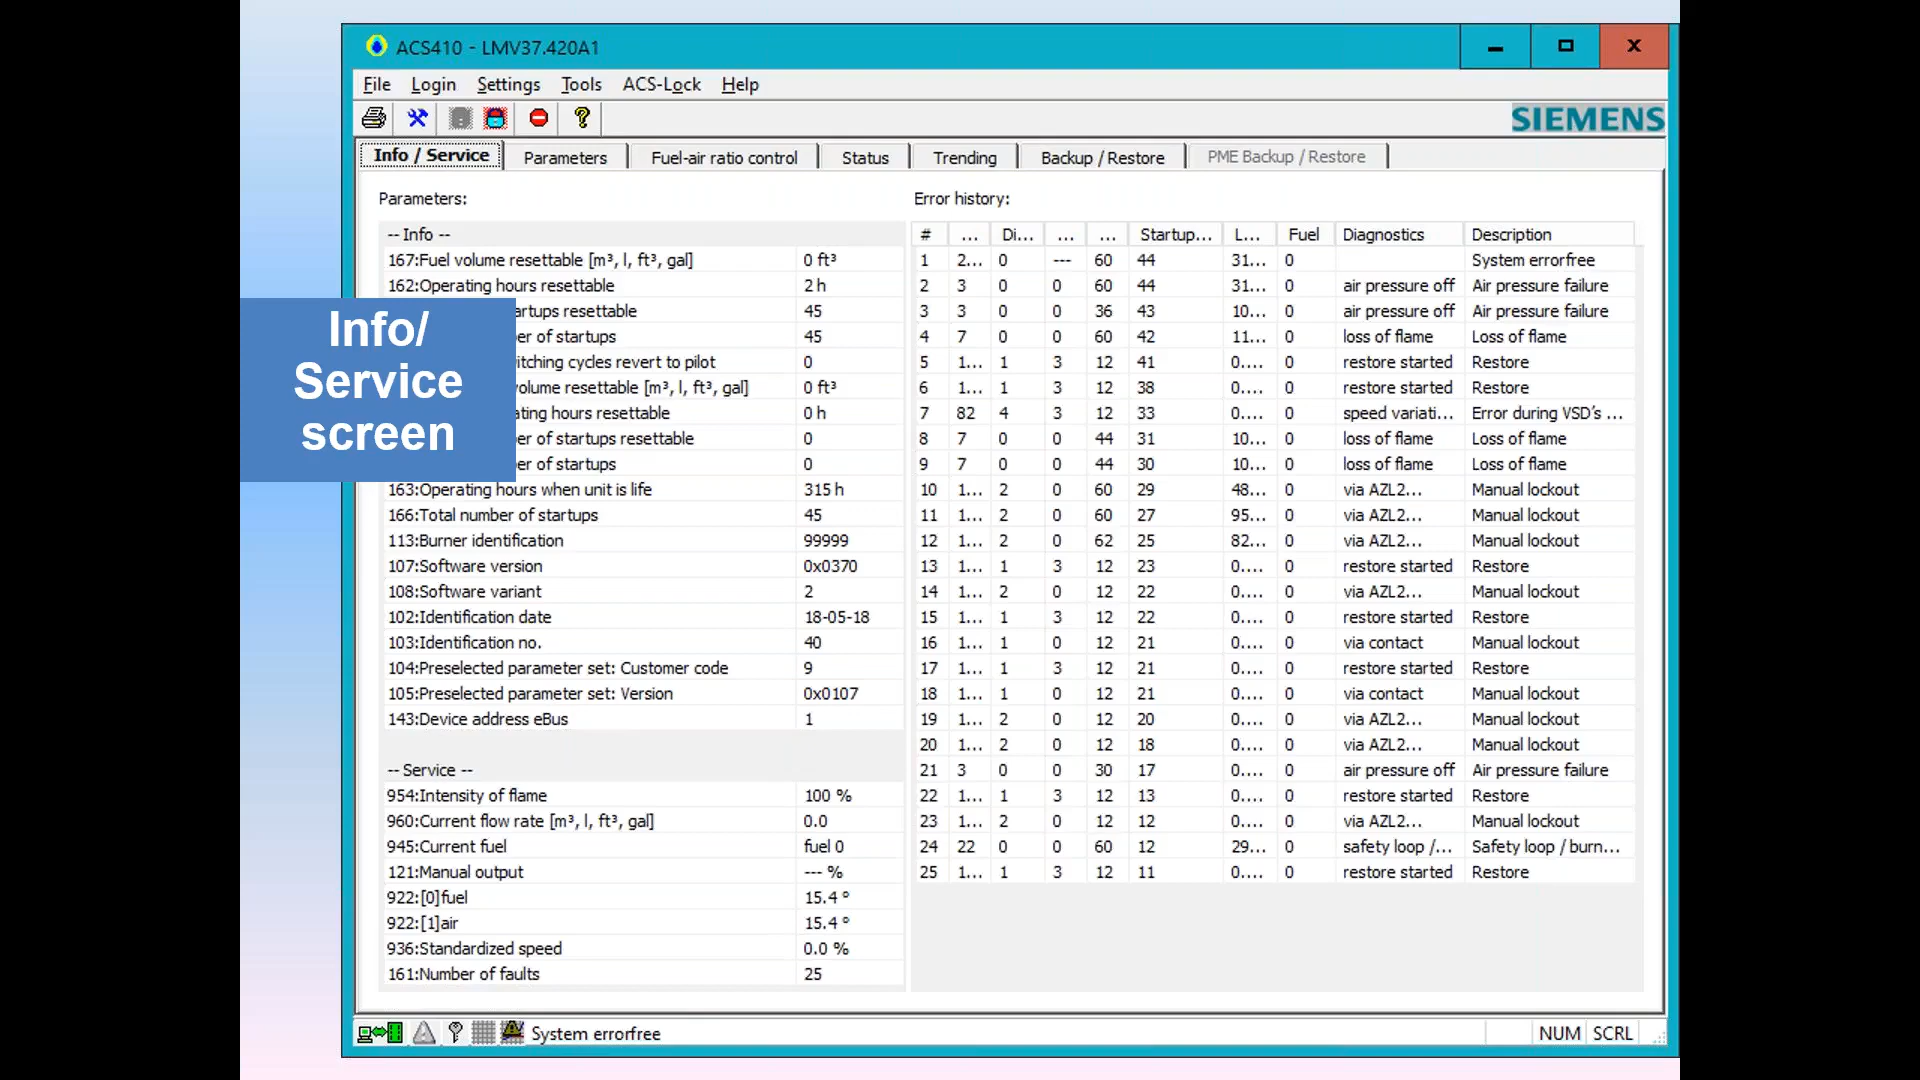 ACS410 - LMV37.420A1
File Login Settings Tools ACS-Lock Help
SIEMENS
Info / Service Parameters Fuel-air ratio control Status Trending Backup / Restore PME Backup / Restore
Parameters:
-- Info --
167:Fuel volume resettable [m³, l, ft³, gal] 0 ft³
162:Operating hours resettable 2 h
artups resettable 45
er of startups 45
itching cycles revert to pilot 0
volume resettable [m³, l, ft³, gal] 0 ft³
ating hours resettable 0 h
er of startups resettable 0
er of startups 0
163:Operating hours when unit is life 315 h
166:Total number of startups 45
113:Burner identification 99999
107:Software version 0x0370
108:Software variant 2
102:Identification date 18-05-18
103:Identification no. 40
104:Preselected parameter set: Customer code 9
105:Preselected parameter set: Version 0x0107
143:Device address eBus 1
-- Service --
954:Intensity of flame 100 %
960:Current flow rate [m³, l, ft³, gal] 0.0
945:Current fuel fuel 0
121:Manual output --- %
922:[0]fuel 15.4 º
922:[1]air 15.4 º
936:Standardized speed 0.0 %
161:Number of faults 25
Info/
Service
screen
Error history:
# ... Di... ... ... Startup... L... Fuel Diagnostics Description
1 2... 0 --- 60 44 31... 0 System errorfree
2 3 0 0 60 44 31... 0 air pressure off Air pressure failure
3 3 0 0 36 43 10... 0 air pressure off Air pressure failure
4 7 0 0 60 42 11... 0 loss of flame Loss of flame
5 1... 1 3 12 41 0.... 0 restore started Restore
6 1... 1 3 12 38 0.... 0 restore started Restore
7 82 4 3 12 33 0.... 0 speed variati... Error during VSD's ...
8 7 0 0 44 31 10... 0 loss of flame Loss of flame
9 7 0 0 44 30 10... 0 loss of flame Loss of flame
10 1... 2 0 60 29 48... 0 via AZL2... Manual lockout
11 1... 2 0 60 27 95... 0 via AZL2... Manual lockout
12 1... 2 0 62 25 82... 0 via AZL2... Manual lockout
13 1... 1 3 12 23 0.... 0 restore started Restore
14 1... 2 0 12 22 0.... 0 via AZL2... Manual lockout
15 1... 1 3 12 22 0.... 0 restore started Restore
16 1... 1 0 12 21 0.... 0 via contact Manual lockout
17 1... 1 3 12 21 0.... 0 restore started Restore
18 1... 1 0 12 21 0.... 0 via contact Manual lockout
19 1... 2 0 12 20 0.... 0 via AZL2... Manual lockout
20 1... 2 0 12 18 0.... 0 via AZL2... Manual lockout
21 3 0 0 30 17 0.... 0 air pressure off Air pressure failure
22 1... 1 3 12 13 0.... 0 restore started Restore
23 1... 2 0 12 12 0.... 0 via AZL2... Manual lockout
24 22 0 0 60 12 29... 0 safety loop /... Safety loop / burn...
25 1... 1 3 12 11 0.... 0 restore started Restore
System errorfree NUM SCRL